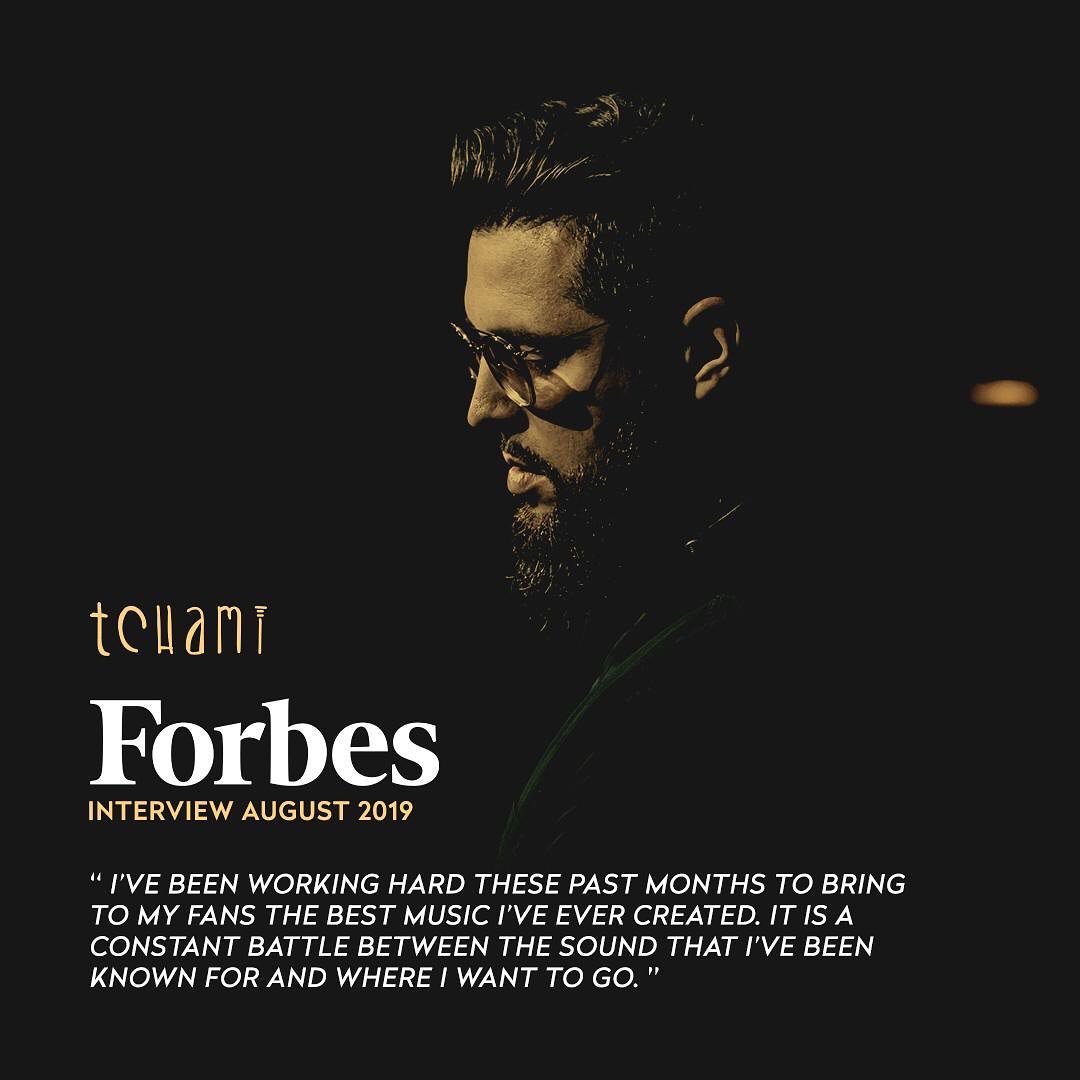 tchami
Forbes
INTERVIEW AUGUST 2019
“ I’VE BEEN WORKING HARD THESE PAST MONTHS TO BRING
TO MY FANS THE BEST MUSIC I’VE EVER CREATED. IT IS A
CONSTANT BATTLE BETWEEN THE SOUND THAT I’VE BEEN
KNOWN FOR AND WHERE I WANT TO GO. ”